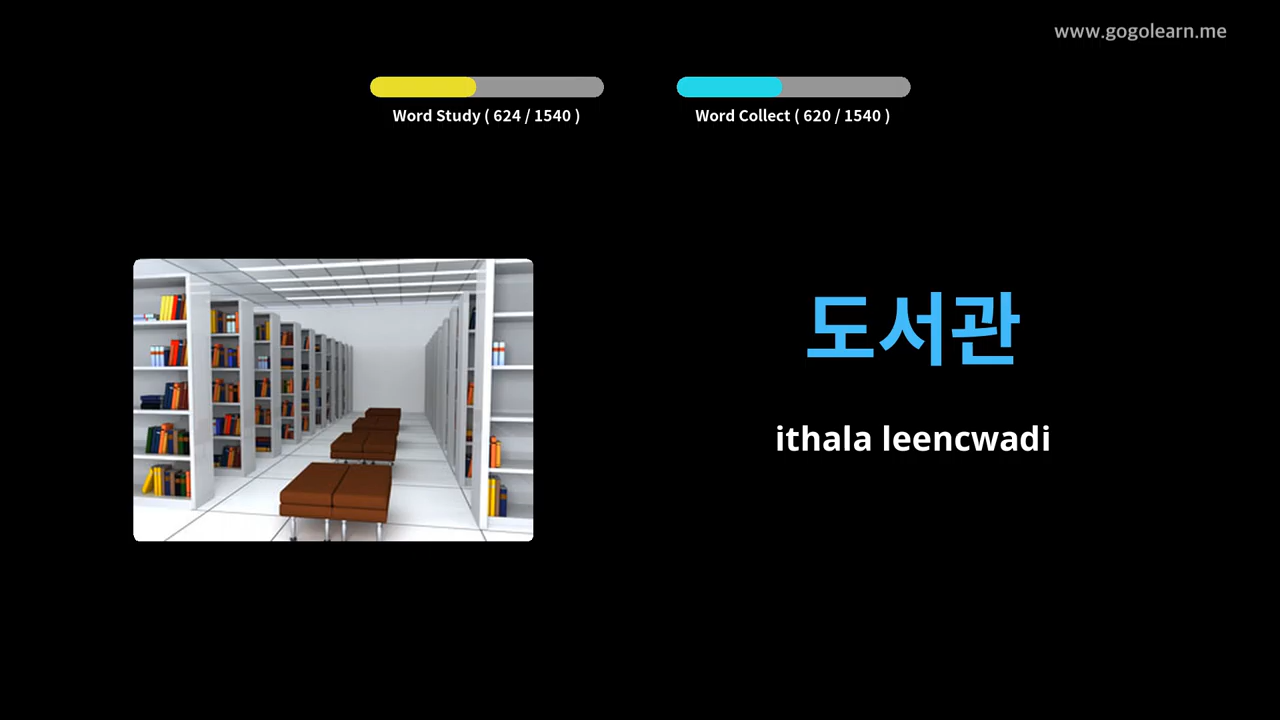 www.gogolearn.me
Word Study ( 624 / 1540 )
Word Collect ( 620 / 1540 )
도서관
ithala leencwadi